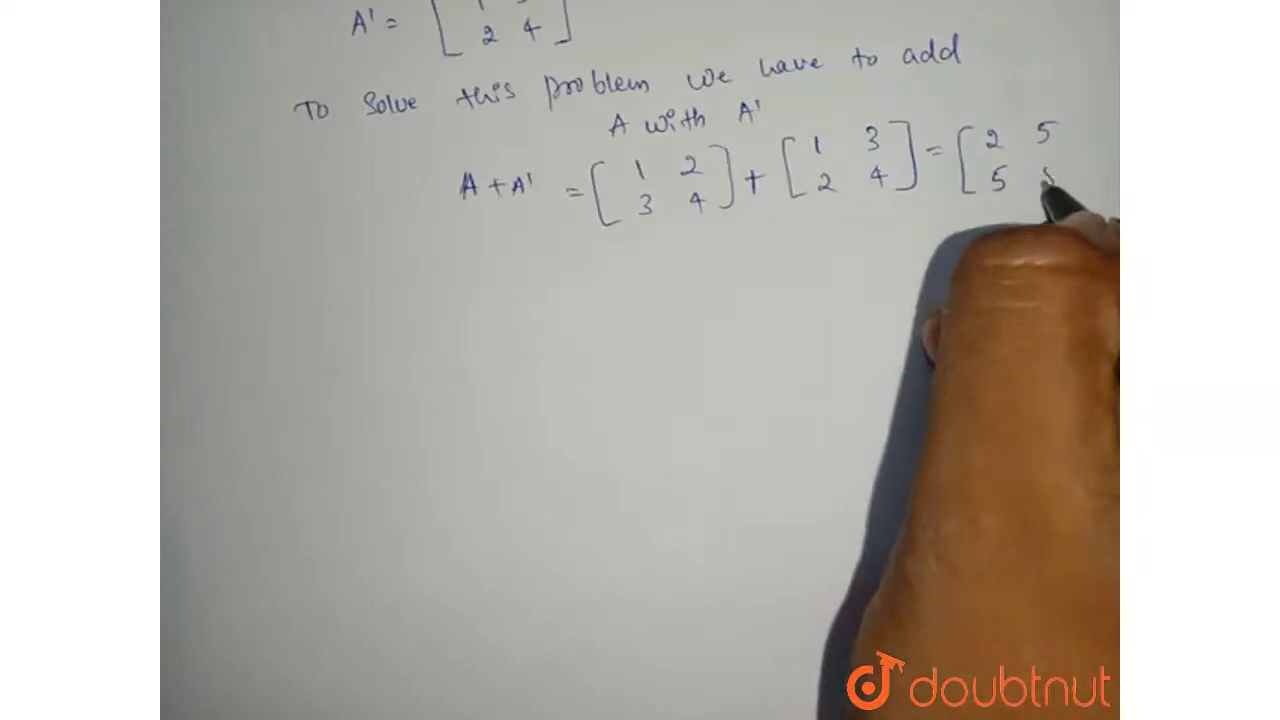 A' = [ 2 4 ]
To Solve this problem we have to add
A with A'
A + A' = [ 1 2 3 4 ] + [ 1 3 2 4 ] = [ 2 5 5
doubtnut